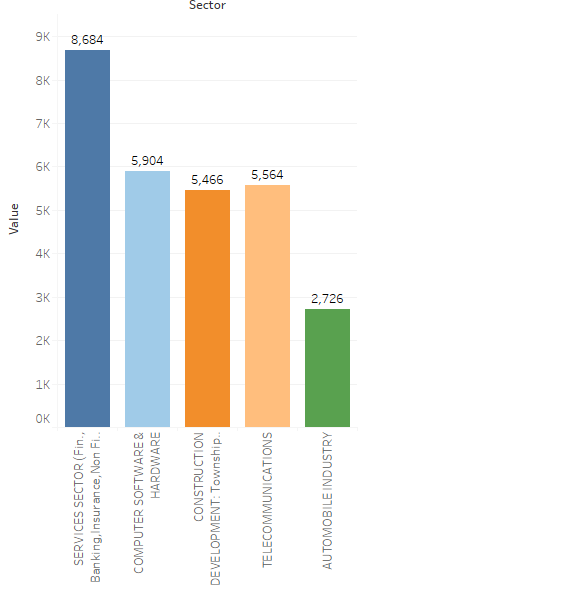 Sector
9K
8K
7K
6K
5K
4K
3K
2K
1K
0K
Value
8,684
5,904
5,466
5,564
2,726
SERVICES SECTOR (Fin.,
Banking,Insurance,Non Fi..
COMPUTER SOFTWARE &
HARDWARE
CONSTRUCTION
DEVELOPMENT: Township..
TELECOMMUNICATIONS
AUTOMOBILE INDUSTRY